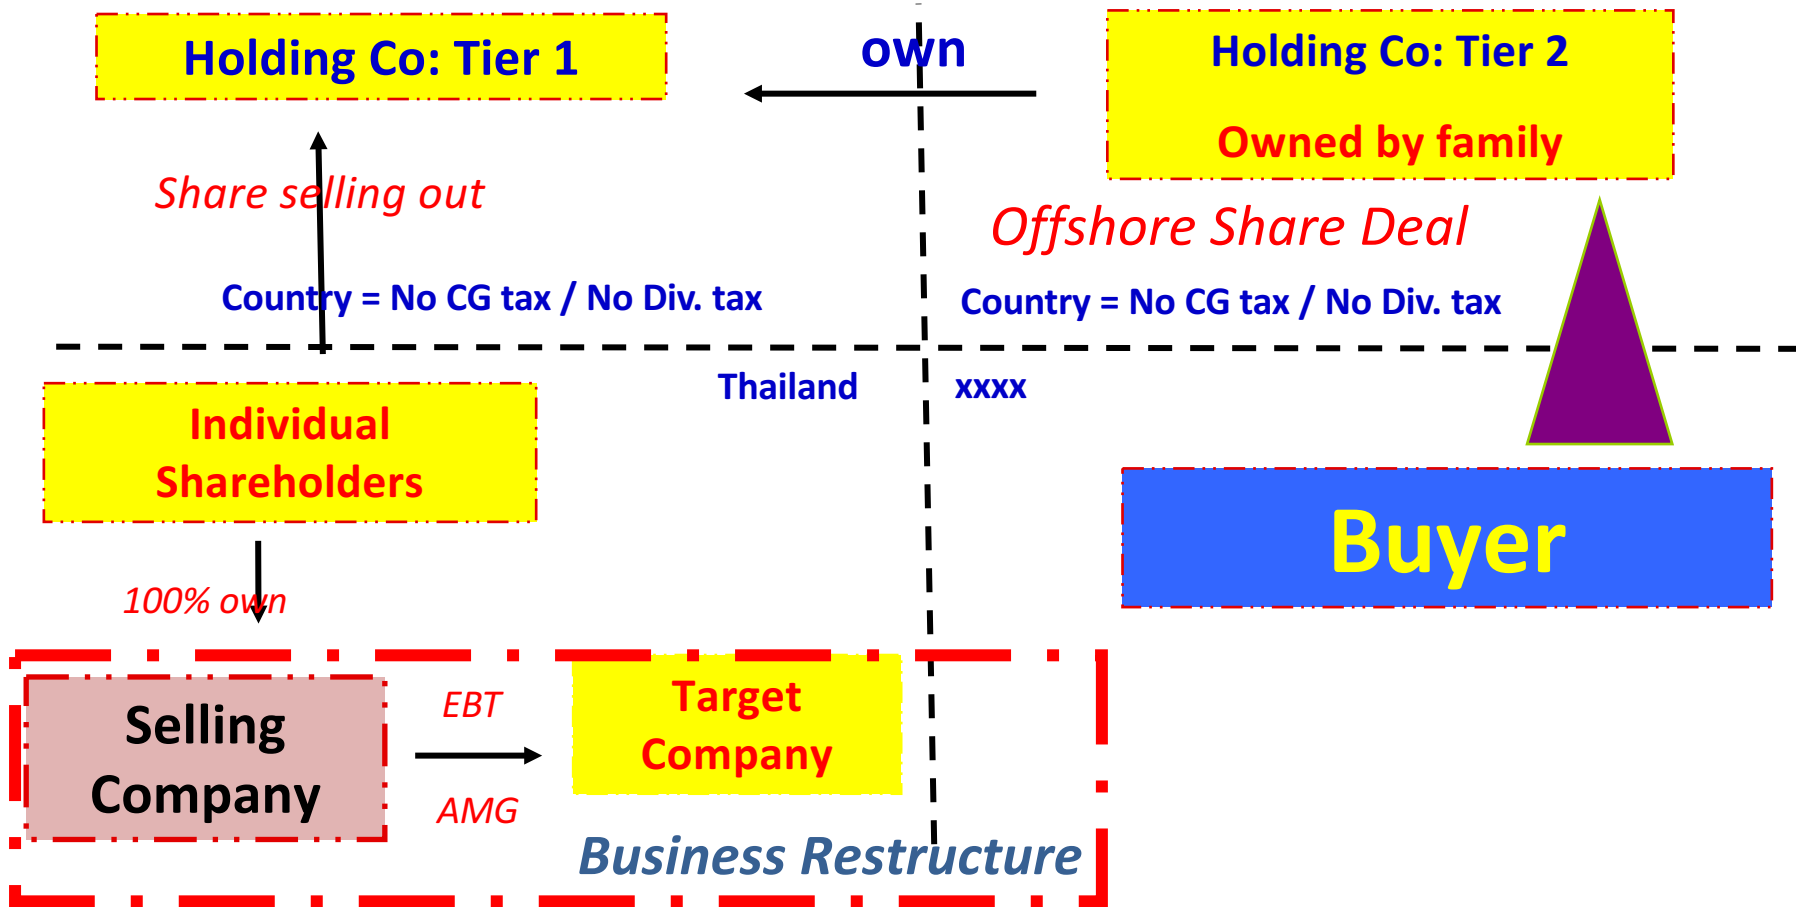 Holding Co: Tier 1
own
Holding Co: Tier 2
Owned by family
Share selling out
Offshore Share Deal
Country = No CG tax / No Div. tax
Country = No CG tax / No Div. tax
Thailand
xxxx
Individual
Shareholders
Buyer
100% own
Selling
Company
EBT
AMG
Target
Company
Business Restructure